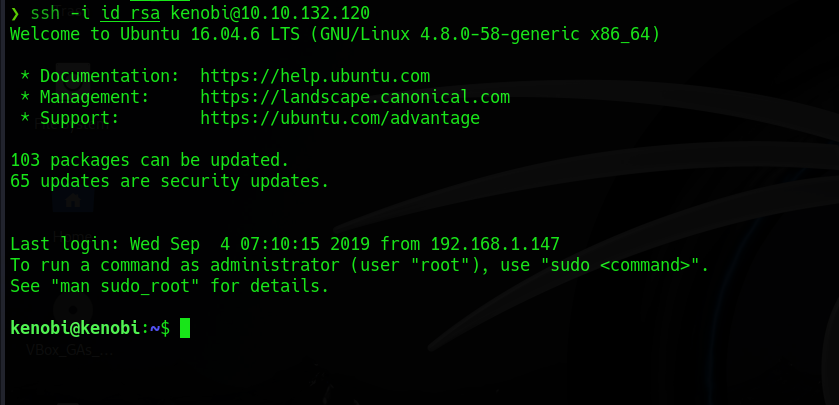 ❯ ssh -i id_rsa kenobi@10.10.132.120
Welcome to Ubuntu 16.04.6 LTS (GNU/Linux 4.8.0-58-generic x86_64)
* Documentation:  https://help.ubuntu.com
* Management:     https://landscape.canonical.com
* Support:        https://ubuntu.com/advantage
103 packages can be updated.
65 updates are security updates.
Last login: Wed Sep  4 07:10:15 2019 from 192.168.1.147
To run a command as administrator (user "root"), use "sudo <command>".
See "man sudo_root" for details.
kenobi@kenobi:~$
VBox_GAs_...